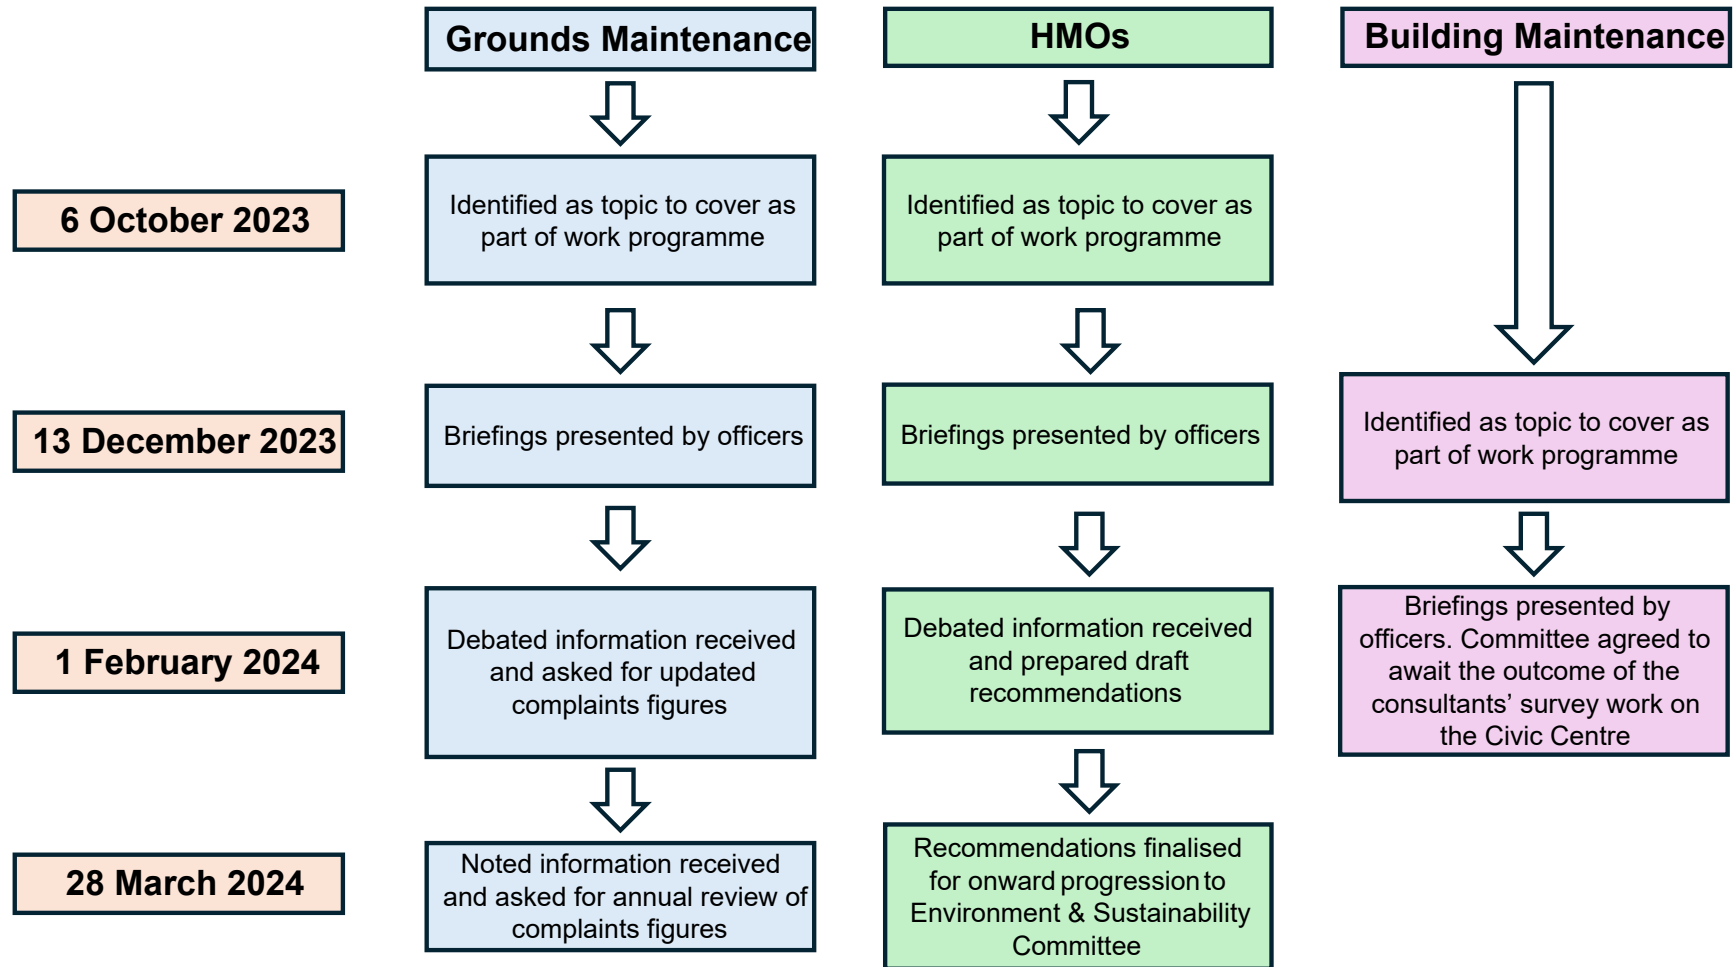 Grounds Maintenance
HMOs
Building Maintenance
6 October 2023
Identified as topic to cover as
part of work programme
Identified as topic to cover as
part of work programme
13 December 2023
Briefings presented by officers
Briefings presented by officers
Identified as topic to cover as
part of work programme
1 February 2024
Debated information received
and asked for updated
complaints figures
Debated information received
and prepared draft
recommendations
Briefings presented by
officers. Committee agreed to
await the outcome of the
consultants’ survey work on
the Civic Centre
28 March 2024
Noted information received
and asked for annual review of
complaints figures
Recommendations finalised
for onward progression to
Environment & Sustainability
Committee